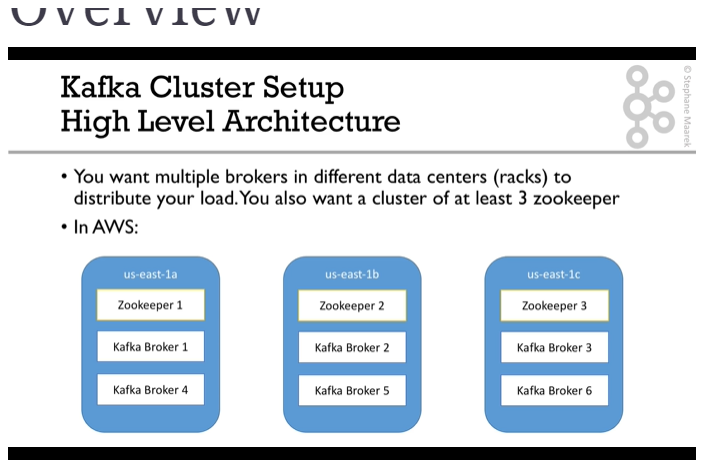 Overview
Kafka Cluster Setup
High Level Architecture
© Stephane Maarek
• You want multiple brokers in different data centers (racks) to
distribute your load. You also want a cluster of at least 3 zookeeper
• In AWS:
us-east-1a
Zookeeper 1
Kafka Broker 1
Kafka Broker 4
us-east-1b
Zookeeper 2
Kafka Broker 2
Kafka Broker 5
us-east-1c
Zookeeper 3
Kafka Broker 3
Kafka Broker 6